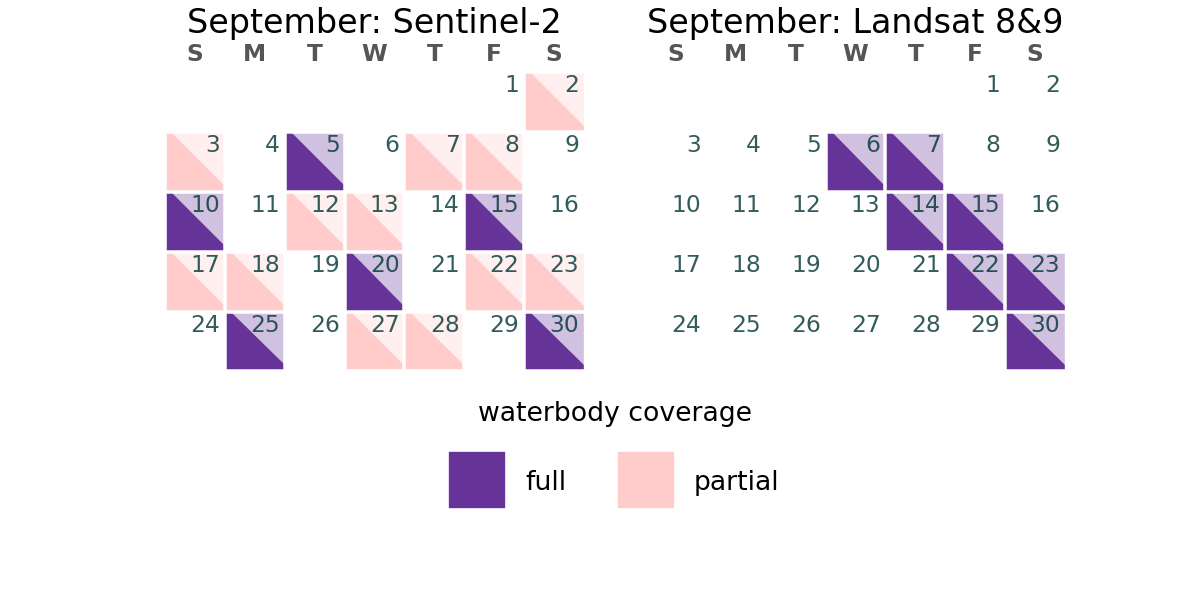 September: Sentinel-2
S M T W T F S
1 2
3 4 5 6 7 8 9
10 11 12 13 14 15 16
17 18 19 20 21 22 23
24 25 26 27 28 29 30
September: Landsat 8&9
S M T W T F S
1 2
3 4 5 6 7 8 9
10 11 12 13 14 15 16
17 18 19 20 21 22 23
24 25 26 27 28 29 30
waterbody coverage
full partial